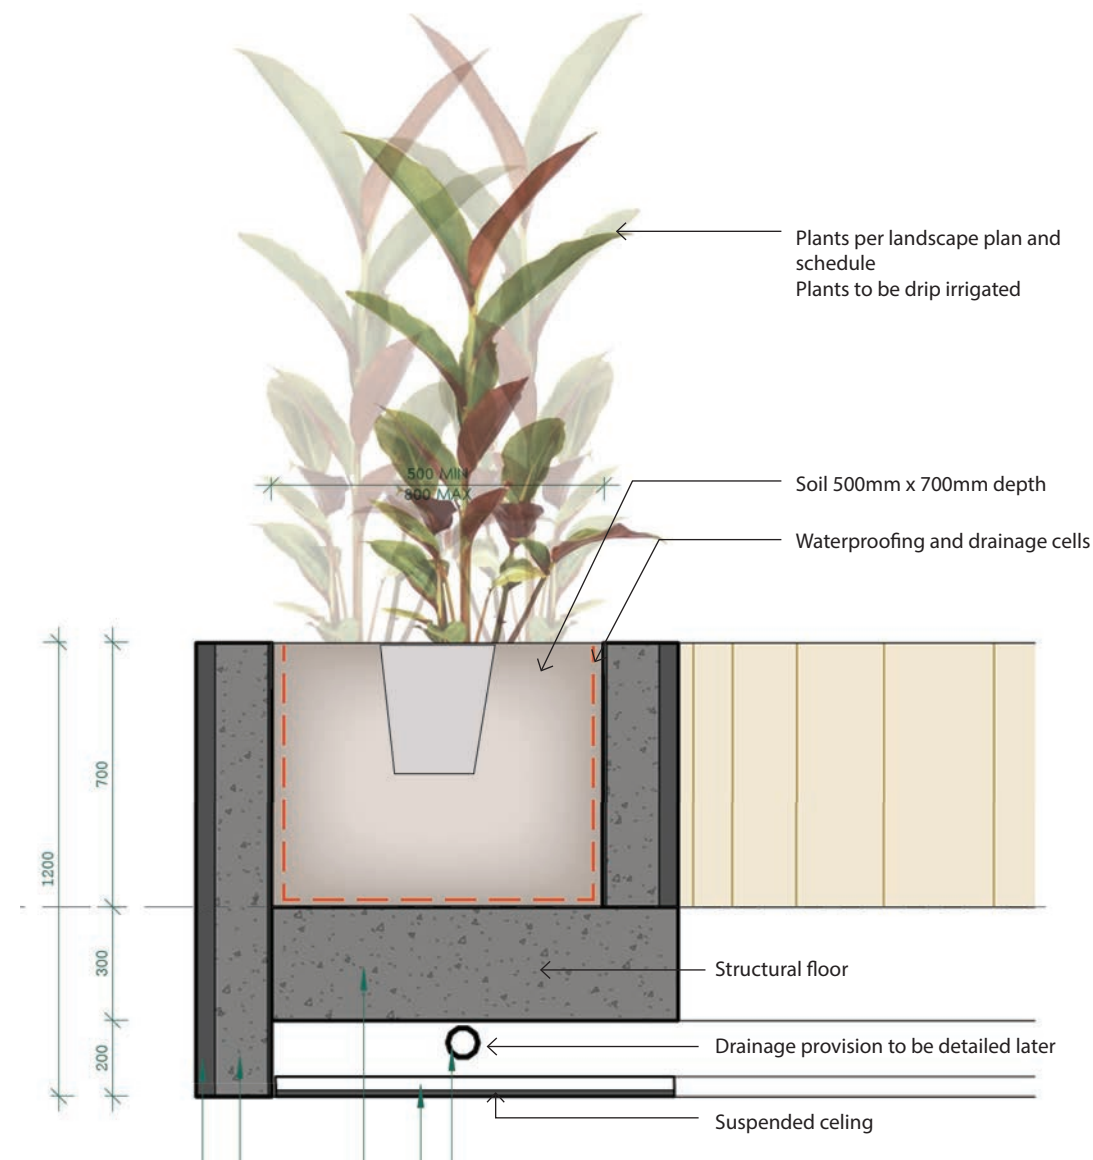 Plants per landscape plan and
schedule
Plants to be drip irrigated
500 MIN
800 MAX
Soil 500mm x 700mm depth
Waterproofing and drainage cells
700
1200
300
Structural floor
200
Drainage provision to be detailed later
Suspended celing